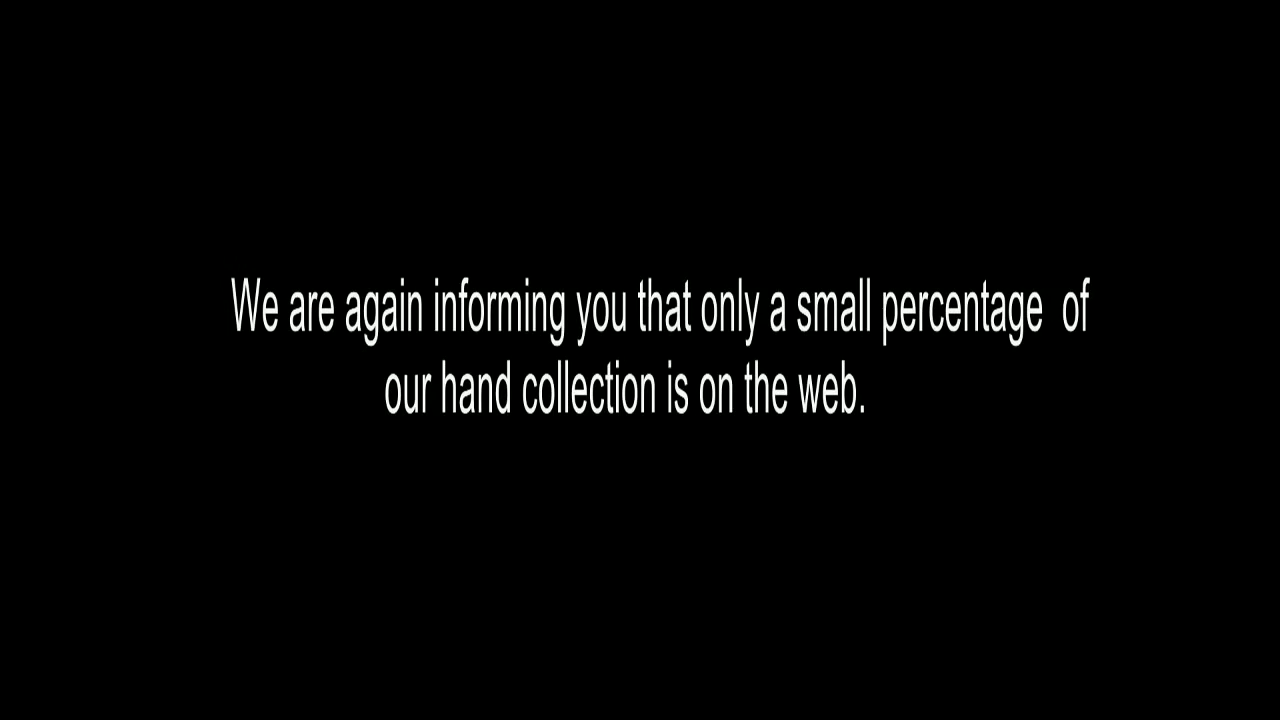 We are again informing you that only a small percentage  of
our hand collection is on the web.